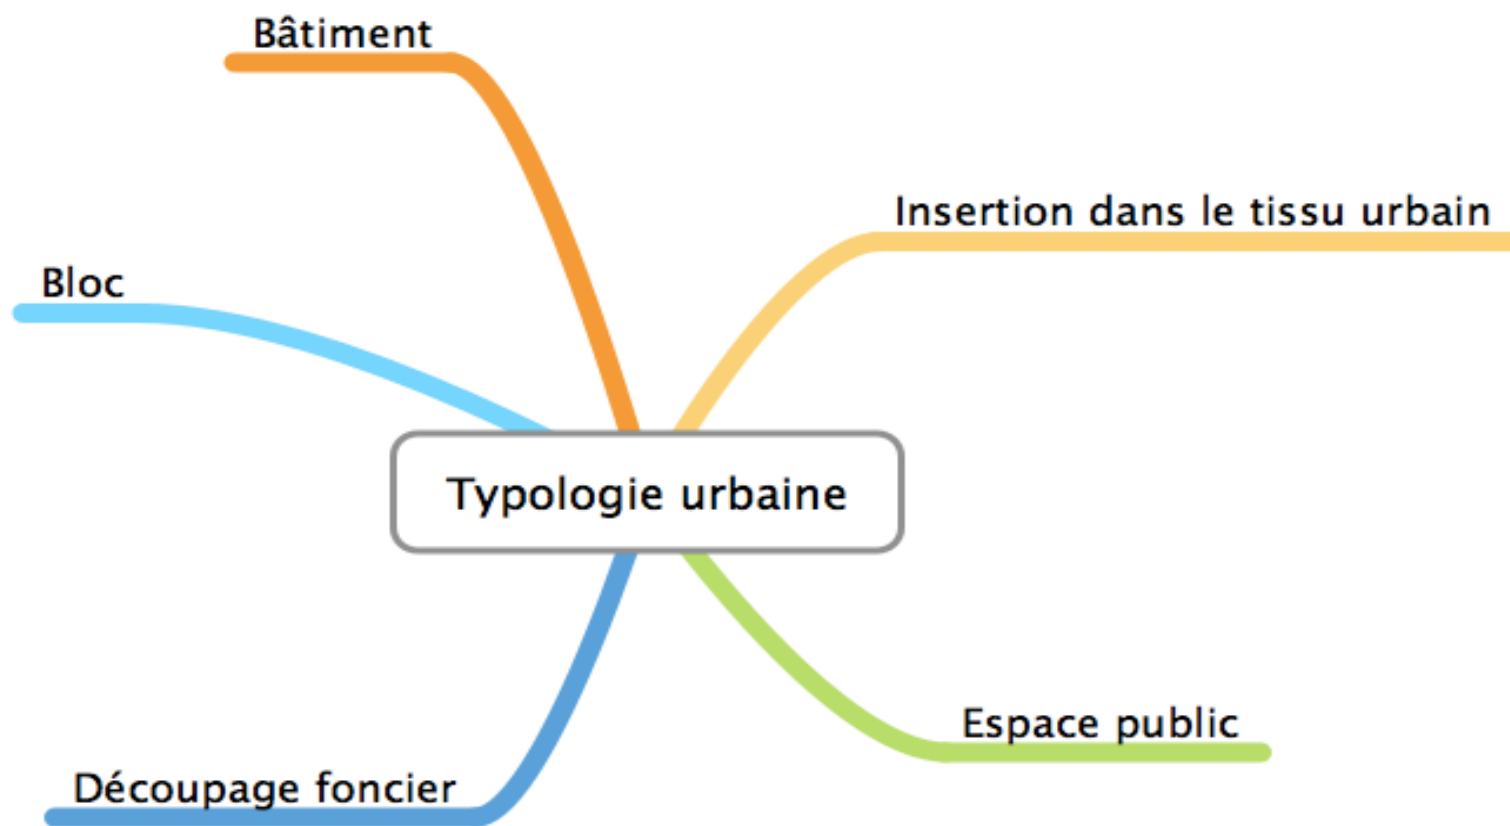 Bâtiment
Insertion dans le tissu urbain
Bloc
Typologie urbaine
Espace public
Découpage foncier